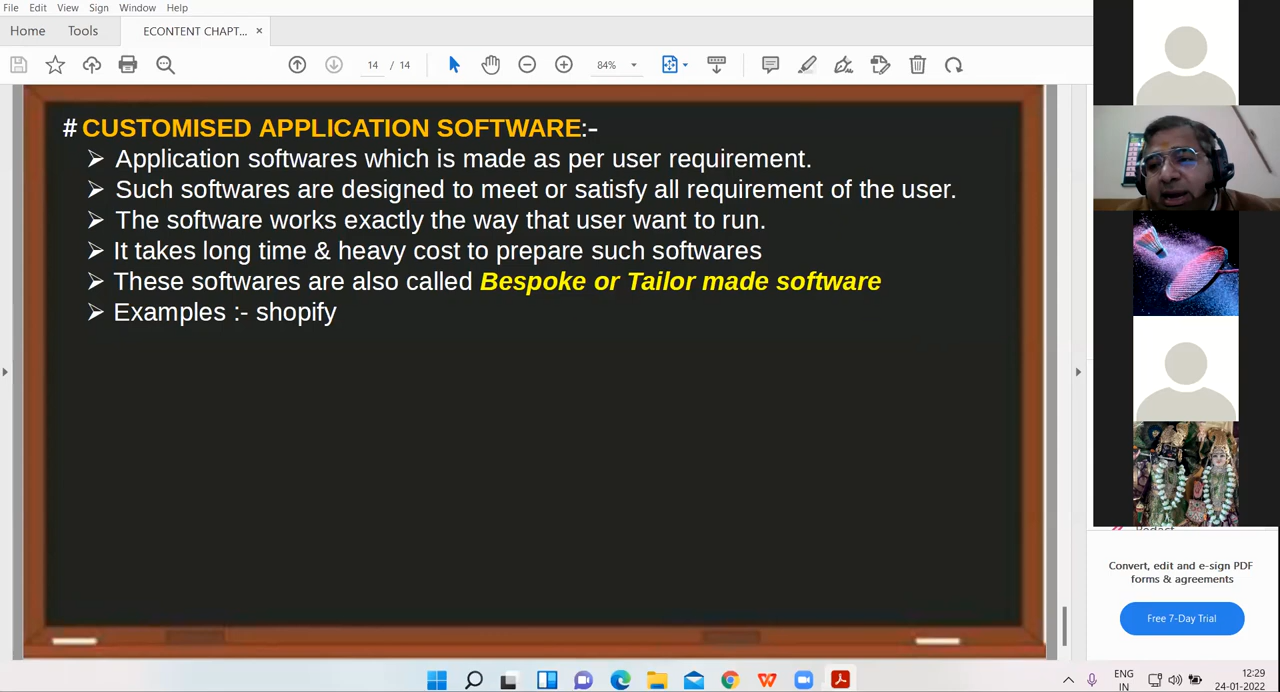 File Edit View Sign Window Help
Home Tools ECONTENT CHAPT... ×
14 / 14 84%
# CUSTOMISED APPLICATION SOFTWARE:-
➢ Application softwares which is made as per user requirement.
➢ Such softwares are designed to meet or satisfy all requirement of the user.
➢ The software works exactly the way that user want to run.
➢ It takes long time & heavy cost to prepare such softwares
➢ These softwares are also called Bespoke or Tailor made software
➢ Examples :- shopify
Convert, edit and e-sign PDF
forms & agreements
Free 7-Day Trial
ENG
IN
12:29
24-01-2022